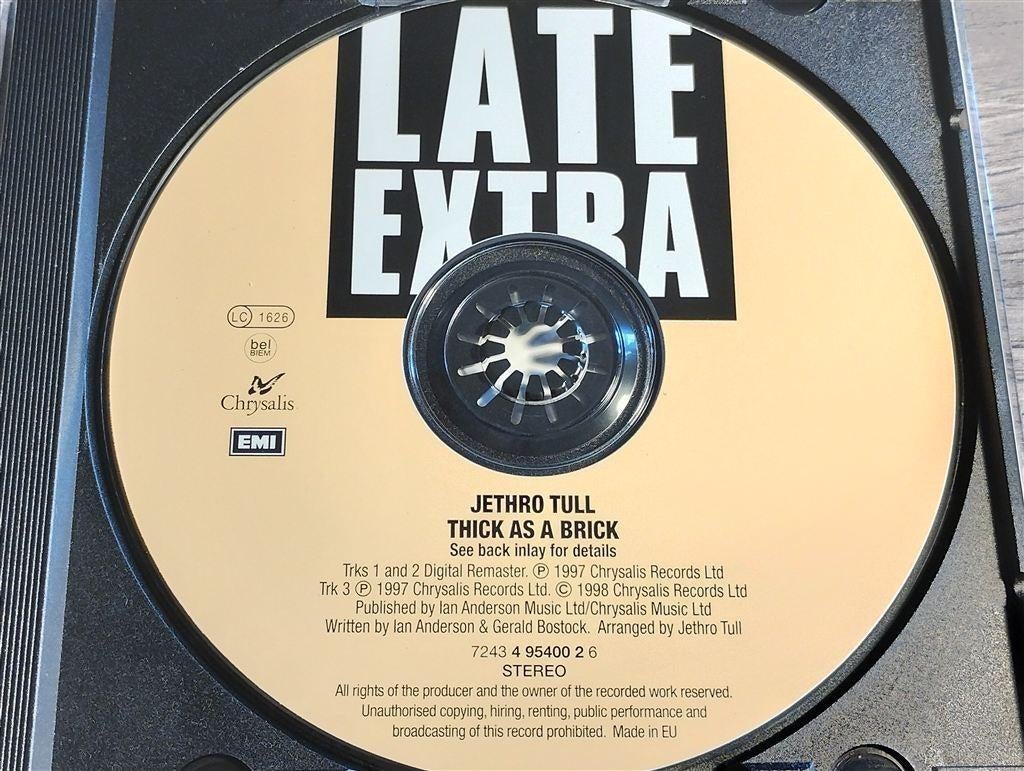 LATE
EXTRA
LC 1626
bel
BIEM
Chrysalis
EMI
JETHRO TULL
THICK AS A BRICK
See back inlay for details
Trks 1 and 2 Digital Remaster. ℗ 1997 Chrysalis Records Ltd
Trk 3 ℗ 1997 Chrysalis Records Ltd. © 1998 Chrysalis Records Ltd
Published by Ian Anderson Music Ltd/Chrysalis Music Ltd
Written by Ian Anderson & Gerald Bostock. Arranged by Jethro Tull
7243 4 95400 2 6
STEREO
All rights of the producer and the owner of the recorded work reserved.
Unauthorised copying, hiring, renting, public performance and
broadcasting of this record prohibited. Made in EU